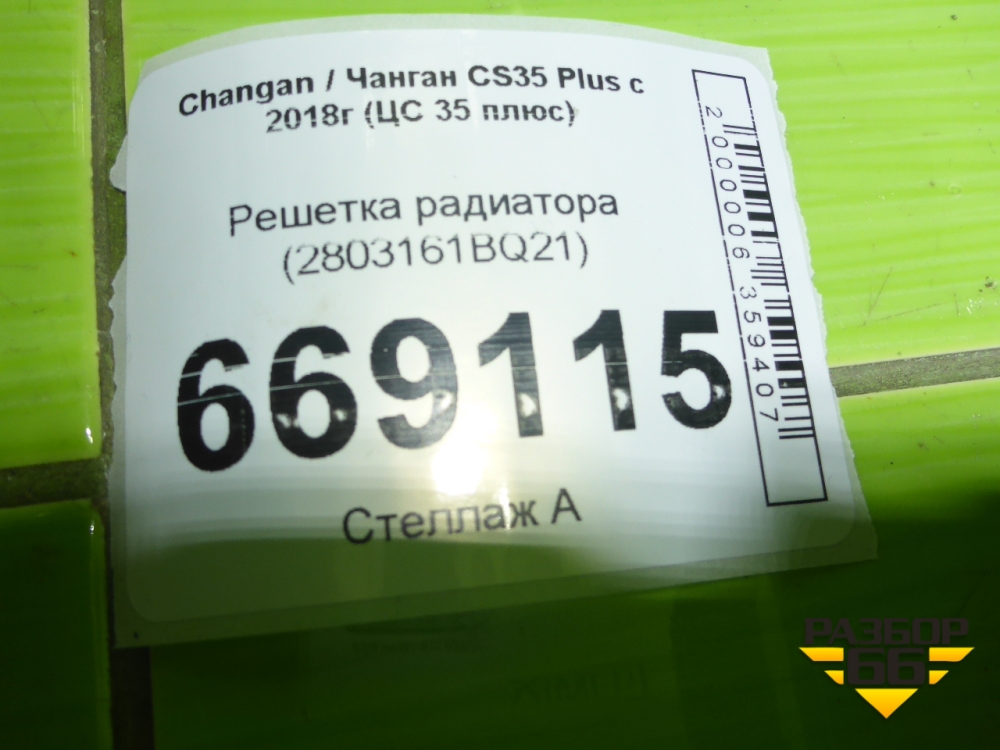 Changan / Чанган CS35 Plus с
2018г (ЦС 35 плюс)
Решетка радиатора
(2803161BQ21)
669115
Стеллаж А
2000006359407
РАЗБОР
66